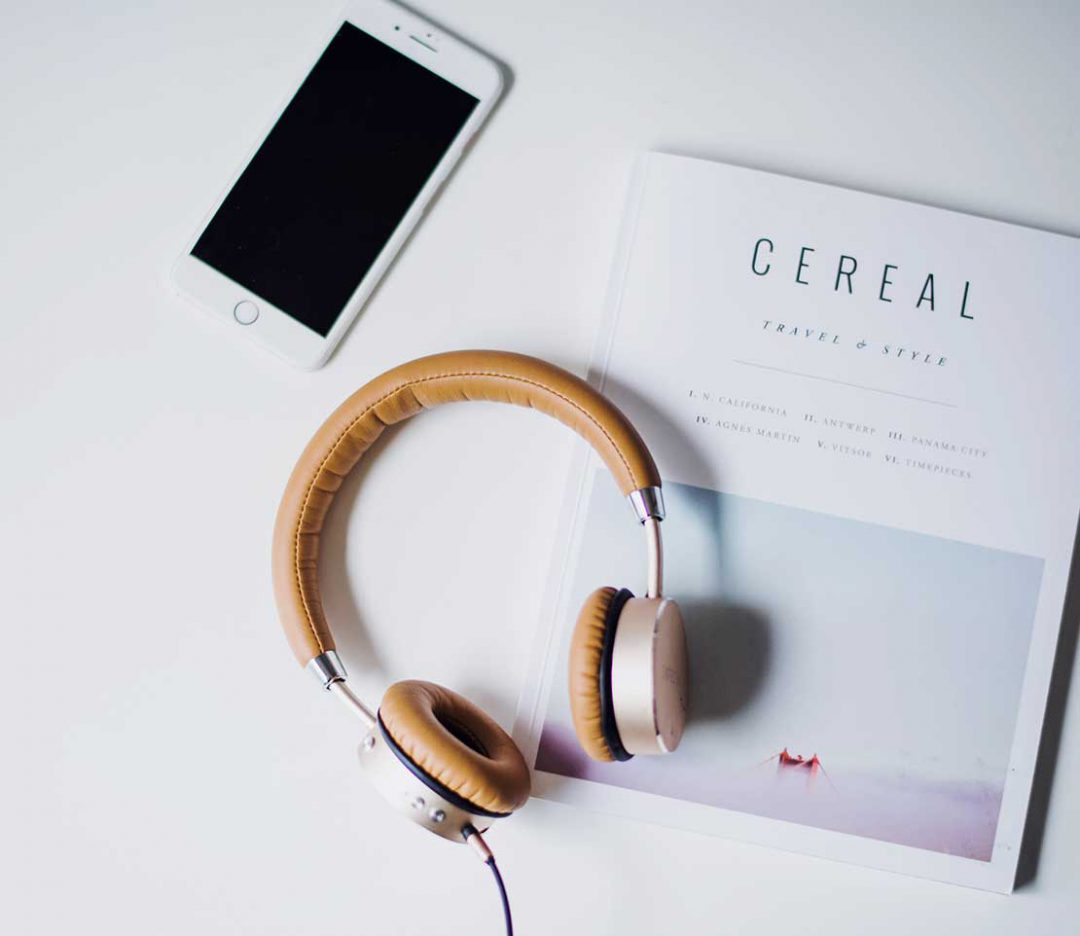 CEREAL
TRAVEL & STYLE
I. N. CALIFORNIA II. ANTWERP III. PANAMA CITY
IV. AGNES MARTIN V. VITSOE VI. TIMEPIECES